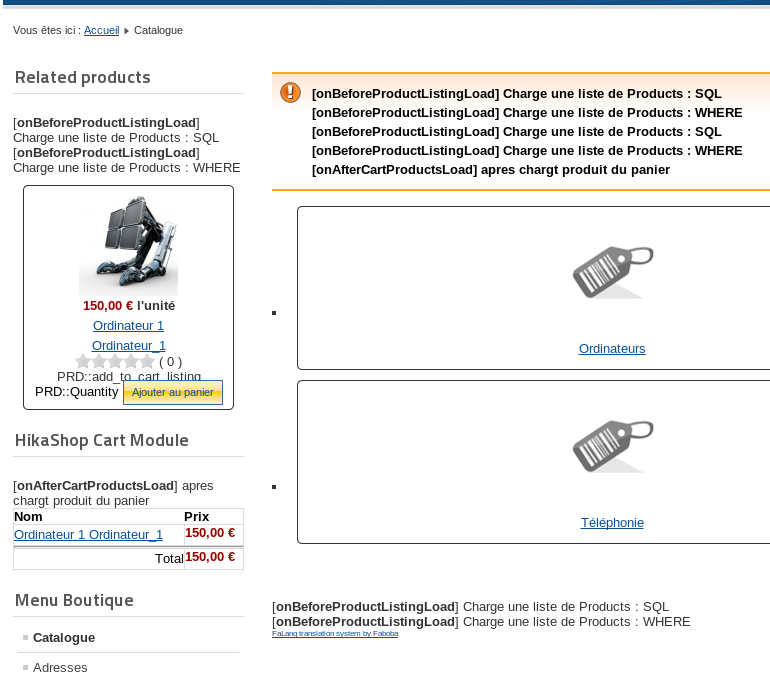 Vous êtes ici : Accueil Catalogue
Related products
[onBeforeProductListingLoad]
Charge une liste de Products : SQL
[onBeforeProductListingLoad]
Charge une liste de Products : WHERE
150,00 € l'unité
Ordinateur 1
Ordinateur_1
( 0 )
PRD::add_to_cart_listing
PRD::Quantity Ajouter au panier
HikaShop Cart Module
[onAfterCartProductsLoad] apres
chargt produit du panier
Nom Prix
Ordinateur 1 Ordinateur_1 150,00 €
Total 150,00 €
Menu Boutique
Catalogue
Adresses
[onBeforeProductListingLoad] Charge une liste de Products : SQL
[onBeforeProductListingLoad] Charge une liste de Products : WHERE
[onBeforeProductListingLoad] Charge une liste de Products : SQL
[onBeforeProductListingLoad] Charge une liste de Products : WHERE
[onAfterCartProductsLoad] apres chargt produit du panier
Ordinateurs
Téléphonie
[onBeforeProductListingLoad] Charge une liste de Products : SQL
[onBeforeProductListingLoad] Charge une liste de Products : WHERE
FaLang translation system by Faboba